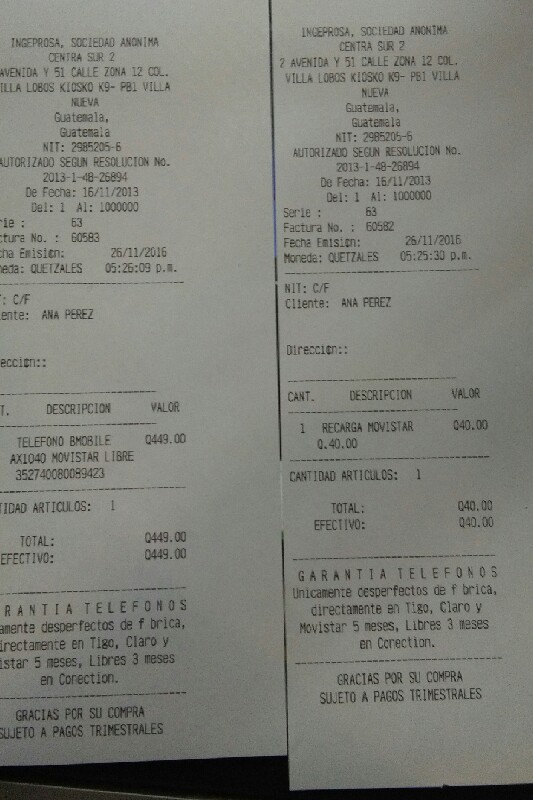 INGEPROSA, SOCIEDAD ANONIMA
CENTRA SUR 2
AVENIDA Y 51 CALLE ZONA 12 COL.
ILLA LOBOS KIOSKO K9- PB1 VILLA
NUEVA
Guatemala,
Guatemala
NIT: 2985205-6
AUTORIZADO SEGUN RESOLUCION No.
2013-1-48-26894
De Fecha: 16/11/2013
Del: 1 Al: 1000000
rie : 63
ctura No. : 60583
cha Emision: 26/11/2016
neda: QUETZALES 05:26:09 p.m.
T: C/F
ente: ANA PEREZ
ección::
T. DESCRIPCION VALOR
TELEFONO BMOBILE Q449.00
AX1040 MOVISTAR LIBRE
352740080089423
TIDAD ARTICULOS: 1
TOTAL: Q449.00
EFECTIVO: Q449.00
RANTIA TELEFONOS
amente desperfectos de f brica,
irectamente en Tigo, Claro y
istar 5 meses, Libres 3 meses
en Conection.
GRACIAS POR SU COMPRA
SUJETO A PAGOS TRIMESTRALES
INGEPROSA, SOCIEDAD ANONIMA
CENTRA SUR 2
2 AVENIDA Y 51 CALLE ZONA 12 COL.
VILLA LOBOS KIOSKO K9- PB1 VILLA
NUEVA
Guatemala,
Guatemala
NIT: 2985205-6
AUTORIZADO SEGUN RESOLUCION No.
2013-1-48-26894
De Fecha: 16/11/2013
Del: 1 Al: 1000000
Serie : 63
Factura No. : 60582
Fecha Emision: 26/11/2016
Moneda: QUETZALES 05:25:30 p.m.
NIT: C/F
Cliente: ANA PEREZ
Dirección::
CANT. DESCRIPCION VALOR
1 RECARGA MOVISTAR Q40.00
Q.40.00
CANTIDAD ARTICULOS: 1
TOTAL: Q40.00
EFECTIVO: Q40.00
GARANTIA TELEFONOS
Unicamente desperfectos de f brica,
directamente en Tigo, Claro y
Movistar 5 meses, Libres 3 meses
en Conection.
GRACIAS POR SU COMPRA
SUJETO A PAGOS TRIMESTRALES